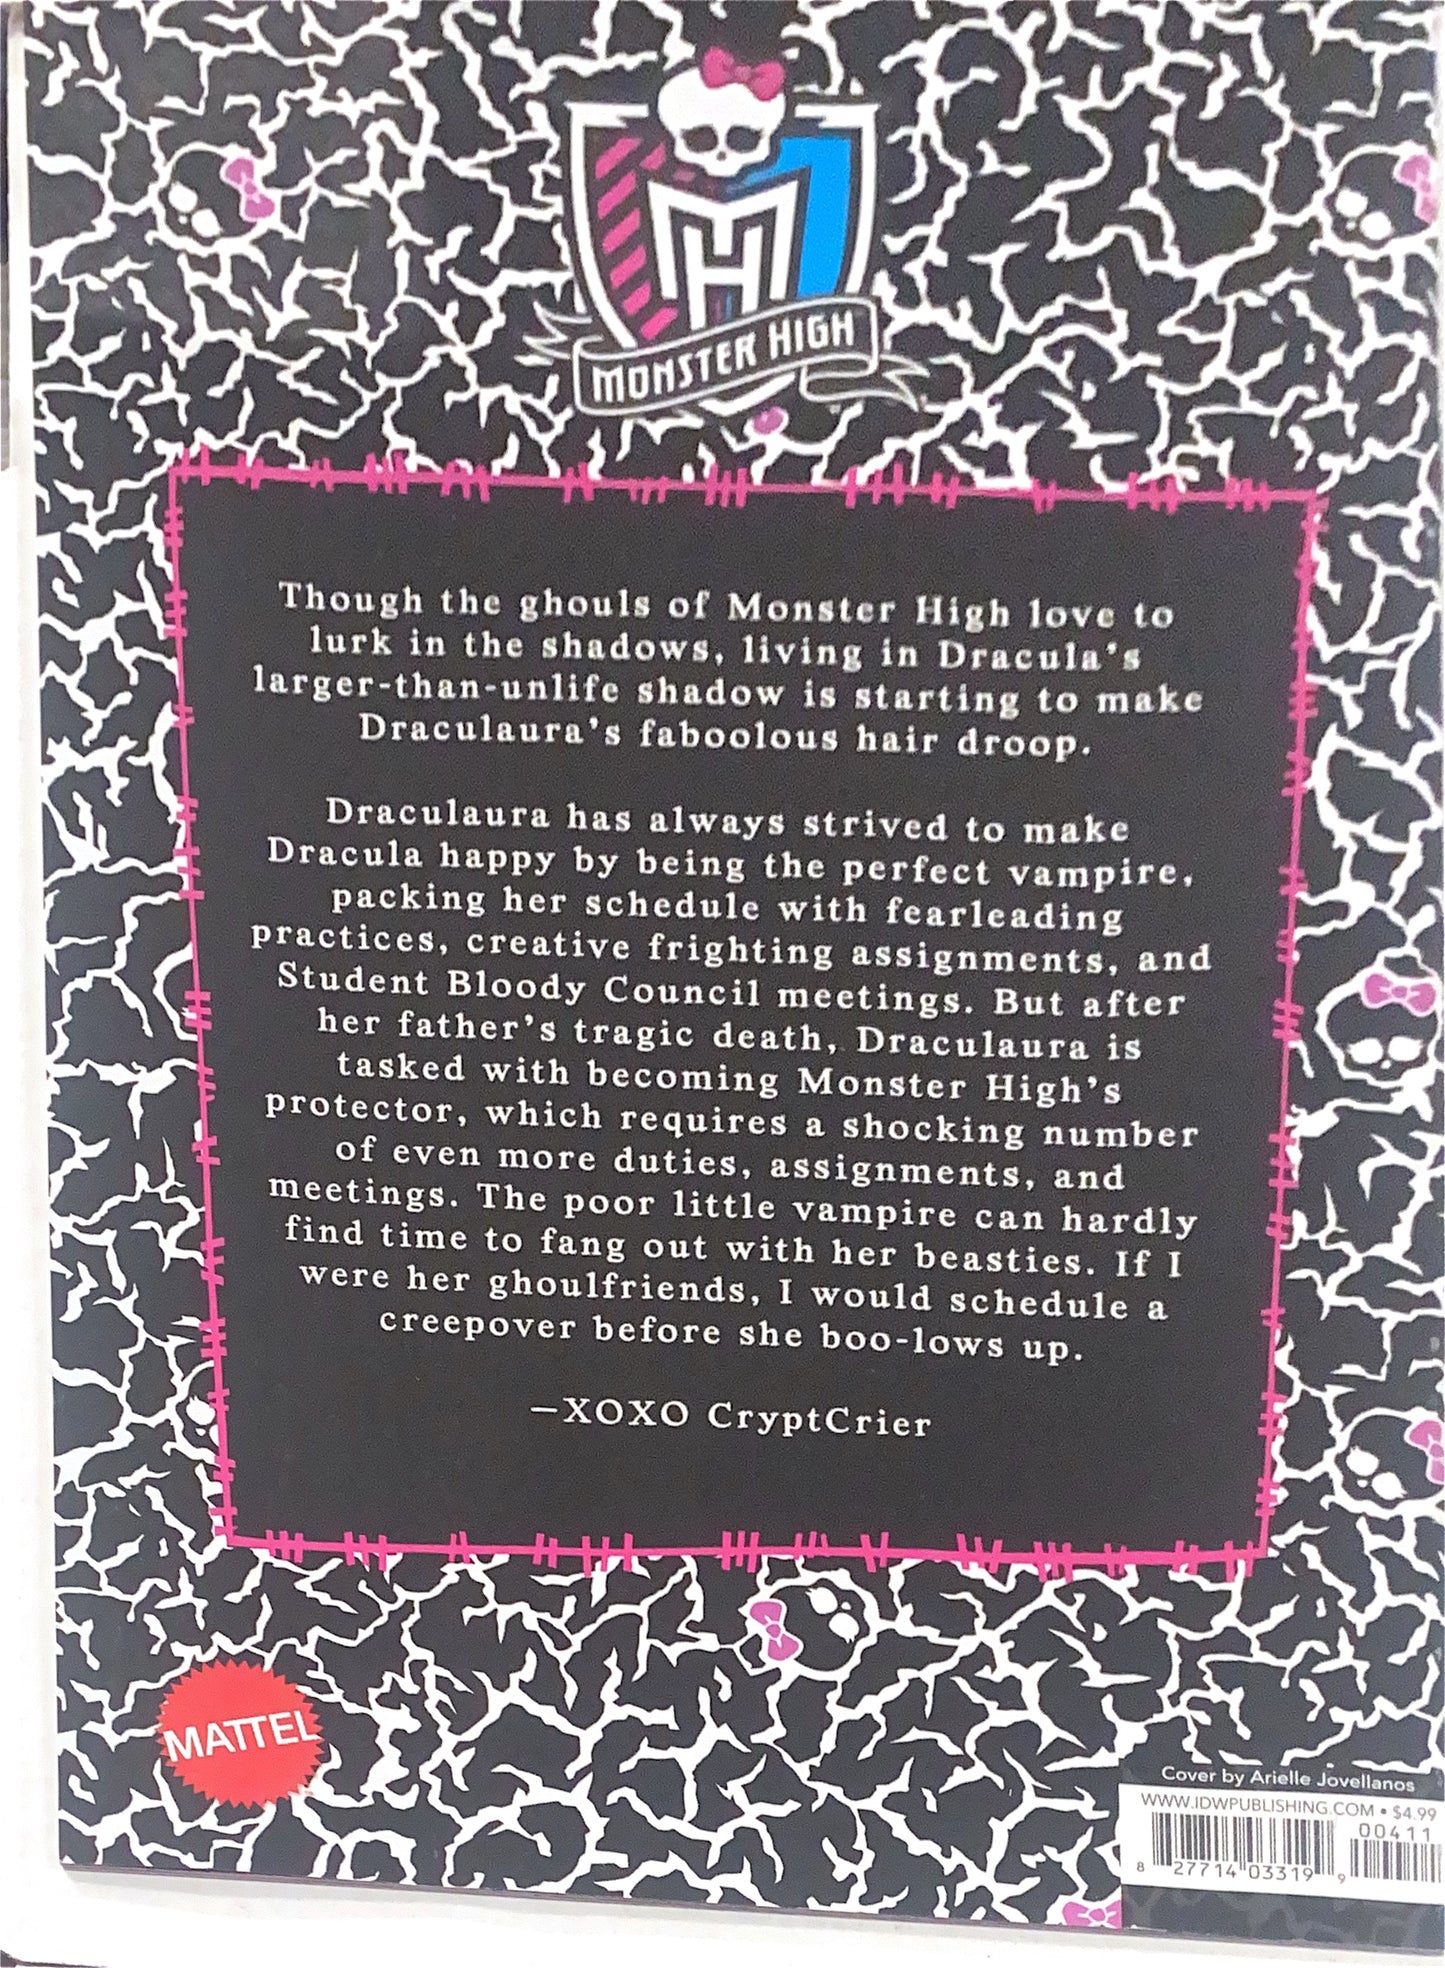 MONSTER HIGH
Though the ghouls of Monster High love to
lurk in the shadows, living in Dracula's
larger-than-unlife shadow is starting to make
Draculaura's faboolous hair droop.
Draculaura has always strived to make
Dracula happy by being the perfect vampire,
packing her schedule with fearleading
practices, creative frighting assignments, and
Student Bloody Council meetings. But after
her father's tragic death, Draculaura is
tasked with becoming Monster High's
protector, which requires a shocking number
of even more duties, assignments, and
meetings. The poor little vampire can hardly
find time to fang out with her beasties. If I
were her ghoulfriends, I would schedule a
creepover before she boo-lows up.
—XOXO CryptCrier
MATTEL
Cover by Arielle Jovellanos
WWW.IDWPUBLISHING.COM • $4.99
00411
8 27714 03319 9